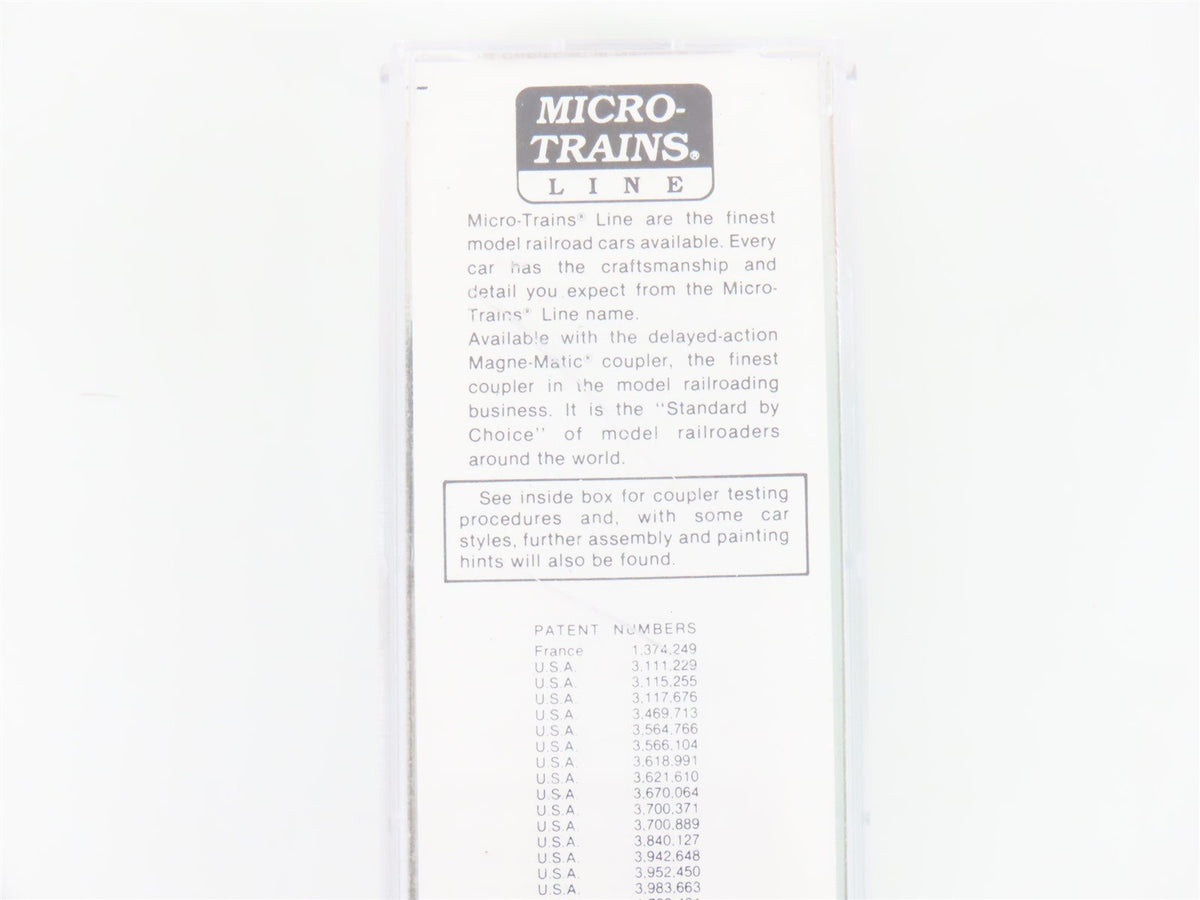 MICRO-
TRAINS®
LINE
Micro-Trains® Line are the finest
model railroad cars available. Every
car has the craftsmanship and
detail you expect from the Micro-
Trains® Line name.
Available with the delayed-action
Magne-Matic® coupler, the finest
coupler in the model railroading
business. It is the "Standard by
Choice" of model railroaders
around the world.
See inside box for coupler testing
procedures and, with some car
styles, further assembly and painting
hints will also be found.
PATENT NUMBERS
France 1,374,249
U.S.A. 3,111,229
U.S.A. 3,115,255
U.S.A. 3,117,676
U.S.A. 3,469,713
U.S.A. 3,564,766
U.S.A. 3,566,104
U.S.A. 3,618,991
U.S.A. 3,621,610
U.S.A. 3,670,064
U.S.A. 3,700,371
U.S.A. 3,700,889
U.S.A. 3,840,127
U.S.A. 3,942,648
U.S.A. 3,952,450
U.S.A. 3,983,663